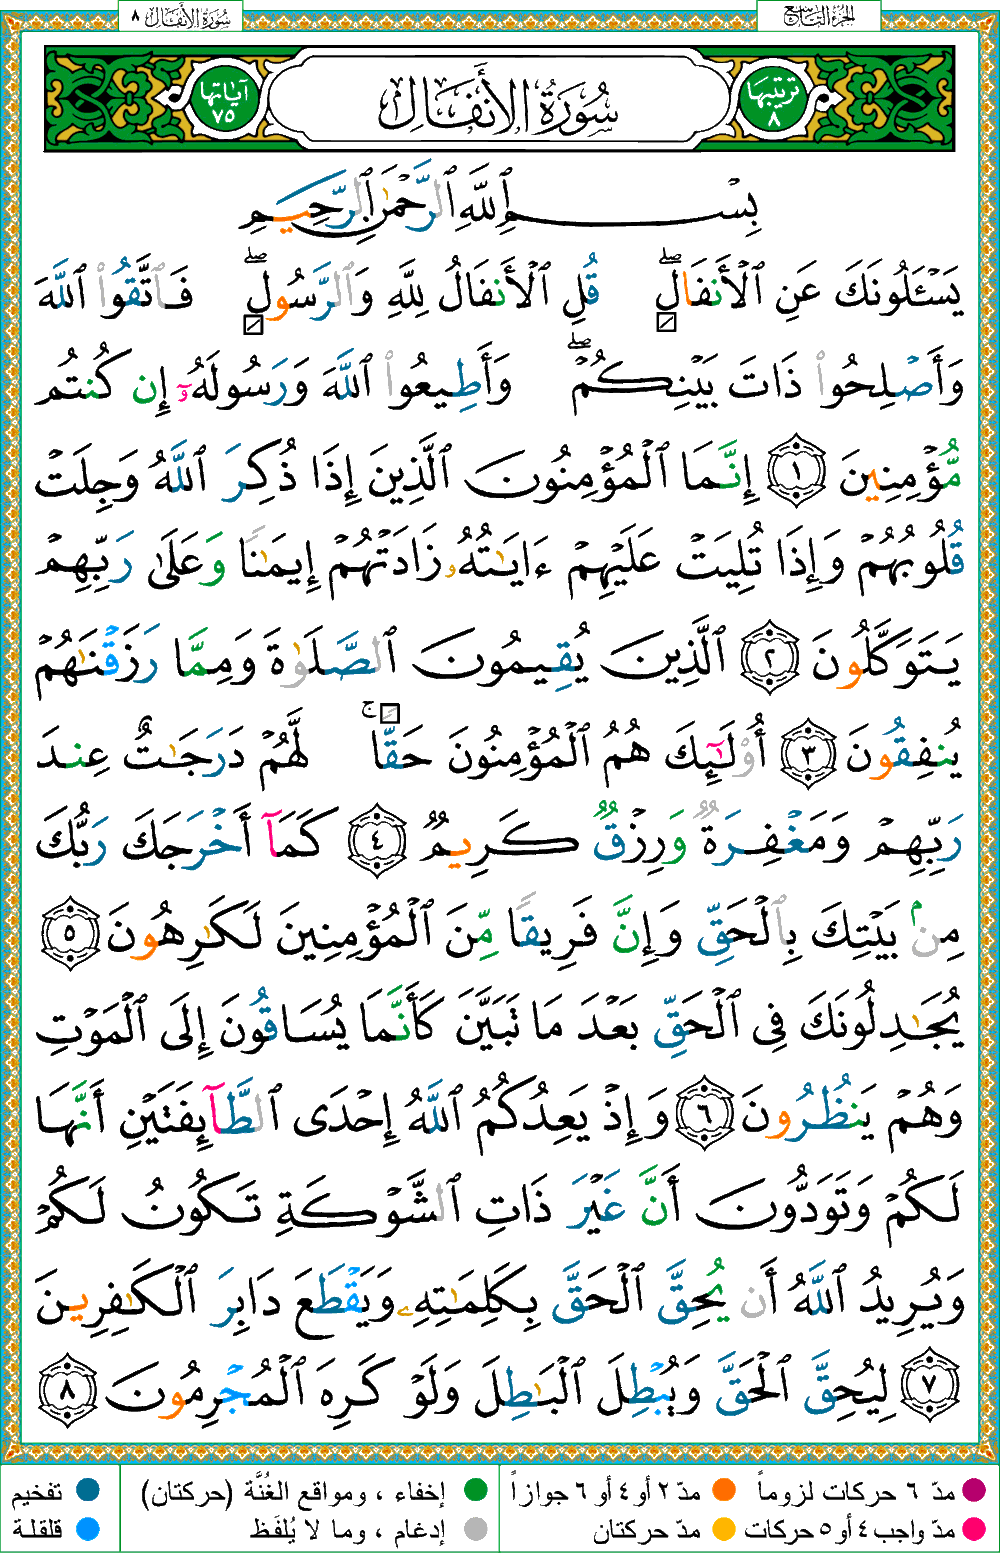 الجزء التاسع
سورة الأنفال ٨
ترتيبها ٨
سُورَةُ الأَنفَالِ
آياتها ٧٥
بِسْمِ ٱللَّهِ ٱلرَّحْمَٰنِ ٱلرَّحِيمِ
يَسْـَٔلُونَكَ عَنِ ٱلْأَنفَالِ ۖ قُلِ ٱلْأَنفَالُ لِلَّهِ وَٱلرَّسُولِ ۖ فَٱتَّقُوا۟ ٱللَّهَ
وَأَصْلِحُوا۟ ذَاتَ بَيْنِكُمْ ۖ وَأَطِيعُوا۟ ٱللَّهَ وَرَسُولَهُۥٓ إِن كُنتُم
مُّؤْمِنِينَ ١ إِنَّمَا ٱلْمُؤْمِنُونَ ٱلَّذِينَ إِذَا ذُكِرَ ٱللَّهُ وَجِلَتْ
قُلُوبُهُمْ وَإِذَا تُلِيَتْ عَلَيْهِمْ ءَايَٰتُهُۥ زَادَتْهُمْ إِيمَٰنًا وَعَلَىٰ رَبِّهِمْ
يَتَوَكَّلُونَ ٢ ٱلَّذِينَ يُقِيمُونَ ٱلصَّلَوٰةَ وَمِمَّا رَزَقْنَٰهُمْ
يُنفِقُونَ ٣ أُو۟لَٰٓئِكَ هُمُ ٱلْمُؤْمِنُونَ حَقًّا ۚ لَّهُمْ دَرَجَٰتٌ عِندَ
رَبِّهِمْ وَمَغْفِرَةٌ وَرِزْقٌ كَرِيمٌ ٤ كَمَآ أَخْرَجَكَ رَبُّكَ
مِنۢ بَيْتِكَ بِٱلْحَقِّ وَإِنَّ فَرِيقًا مِّنَ ٱلْمُؤْمِنِينَ لَكَٰرِهُونَ ٥
يُجَٰدِلُونَكَ فِى ٱلْحَقِّ بَعْدَ مَا تَبَيَّنَ كَأَنَّمَا يُسَاقُونَ إِلَى ٱلْمَوْتِ
وَهُمْ يَنظُرُونَ ٦ وَإِذْ يَعِدُكُمُ ٱللَّهُ إِحْدَى ٱلطَّآئِفَتَيْنِ أَنَّهَا
لَكُمْ وَتَوَدُّونَ أَنَّ غَيْرَ ذَاتِ ٱلشَّوْكَةِ تَكُونُ لَكُمْ
وَيُرِيدُ ٱللَّهُ أَن يُحِقَّ ٱلْحَقَّ بِكَلِمَٰتِهِۦ وَيَقْطَعَ دَابِرَ ٱلْكَٰفِرِينَ
٧ لِيُحِقَّ ٱلْحَقَّ وَيُبْطِلَ ٱلْبَٰطِلَ وَلَوْ كَرِهَ ٱلْمُجْرِمُونَ ٨
مدّ ٦ حركات لزوماً
مدّ ٢ أو ٤ أو ٦ جوازاً
إخفاء ، ومواقع الغُنَّة (حركتان)
تفخيم
مدّ واجب ٤ أو ٥ حركات
مدّ حركتان
إدغام ، وما لا يُلفَظ
قلقلة